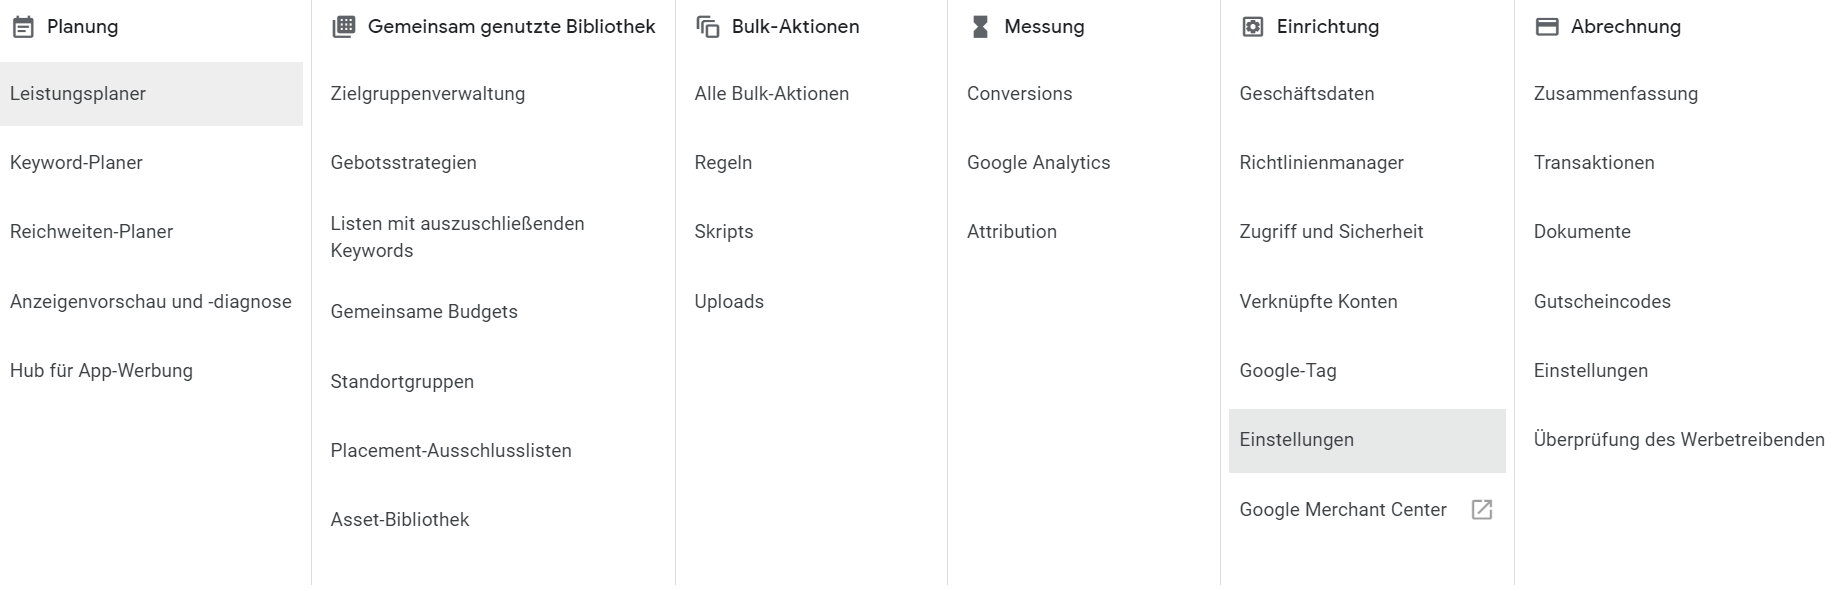 Planung
Leistungsplaner
Keyword-Planer
Reichweiten-Planer
Anzeigenvorschau und -diagnose
Hub für App-Werbung
Gemeinsam genutzte Bibliothek
Zielgruppenverwaltung
Gebotsstrategien
Listen mit auszuschließenden
Keywords
Gemeinsame Budgets
Standortgruppen
Placement-Ausschlusslisten
Asset-Bibliothek
Bulk-Aktionen
Alle Bulk-Aktionen
Regeln
Skripts
Uploads
Messung
Conversions
Google Analytics
Attribution
Einrichtung
Geschäftsdaten
Richtlinienmanager
Zugriff und Sicherheit
Verknüpfte Konten
Google-Tag
Einstellungen
Google Merchant Center
Abrechnung
Zusammenfassung
Transaktionen
Dokumente
Gutscheincodes
Einstellungen
Überprüfung des Werbetreibenden